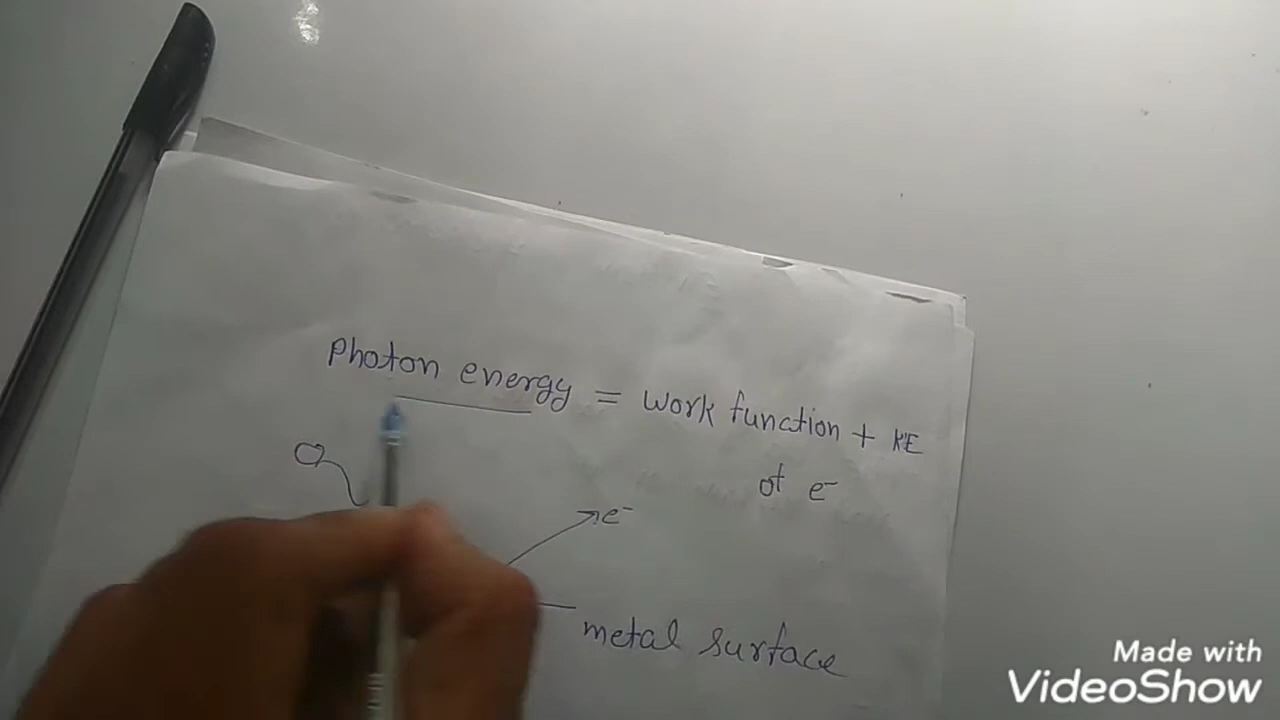 Photon energy = work function + KE
of e⁻
e⁻
metal surface
Made with
VideoShow